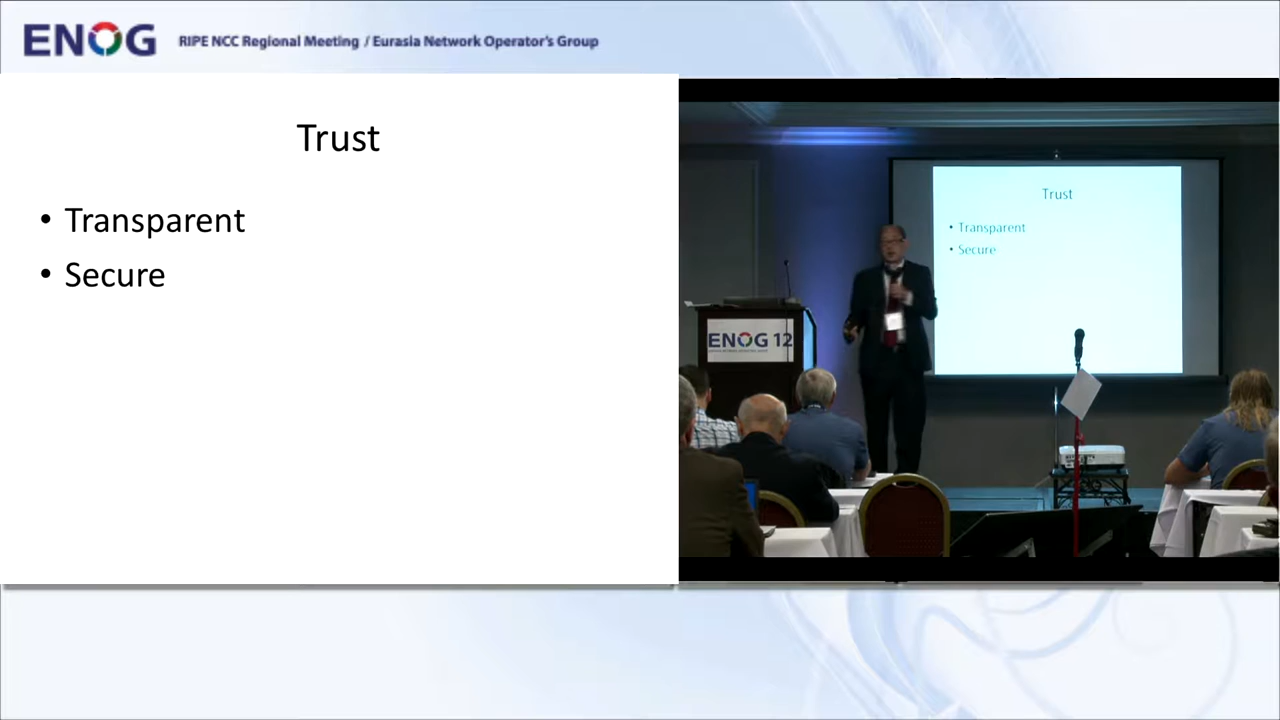 ENOG
RIPE NCC Regional Meeting / Eurasia Network Operator's Group
Trust
• Transparent
• Secure
Trust
• Transparent
• Secure
ENOG 12